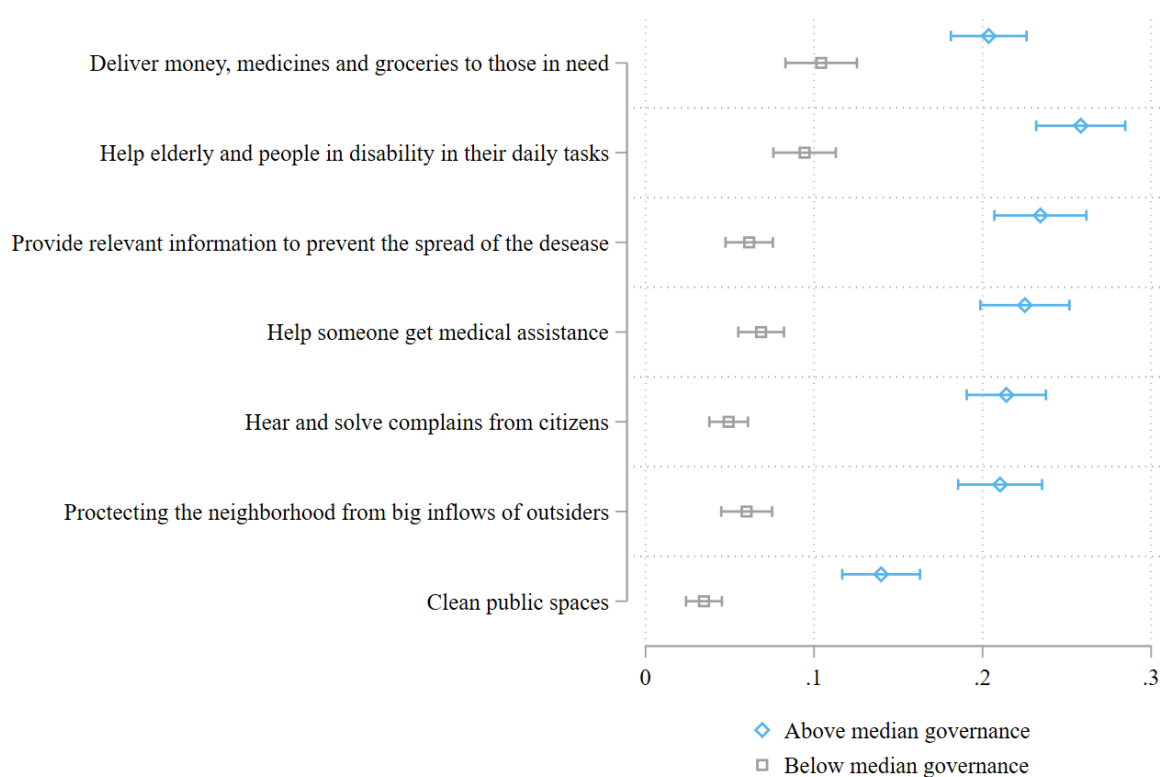 Deliver money, medicines and groceries to those in need
Help elderly and people in disability in their daily tasks
Provide relevant information to prevent the spread of the desease
Help someone get medical assistance
Hear and solve complains from citizens
Proctecting the neighborhood from big inflows of outsiders
Clean public spaces
0 .1 .2 .3
Above median governance
Below median governance